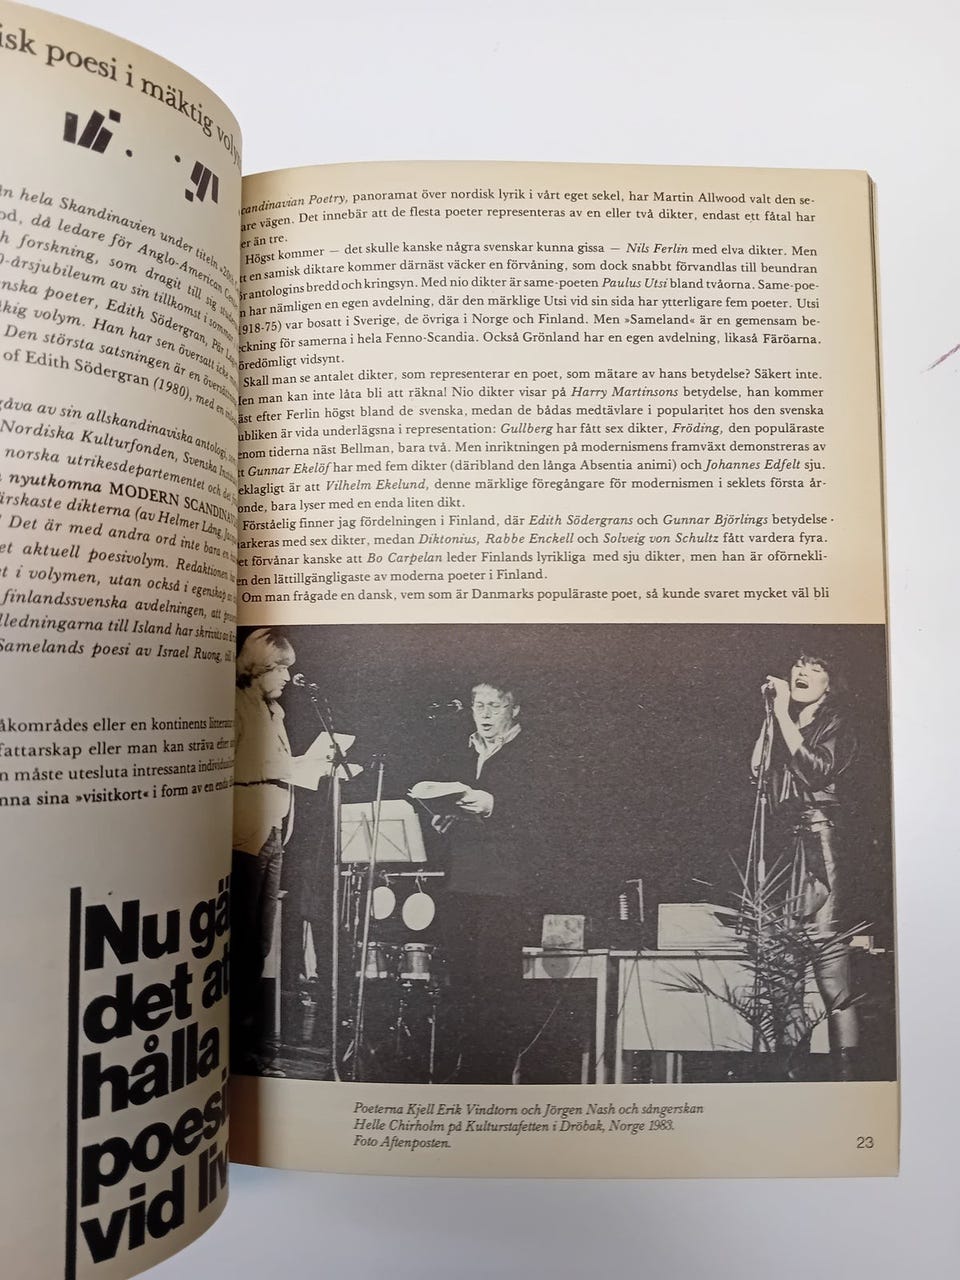 isk poesi i mäktig volym
n hela Skandinavien under titeln
od, då ledare för Anglo-American Center
h forskning, som dragit till sig
0-årsjubileum av sin tillkomst i sommar
nska poeter, Edith Södergran, Pär
kig volym. Han har sen översatt icke
Den största satsningen är en
of Edith Södergran (1980), med en
gåva av sin allskandinaviska antologi,
Nordiska Kulturfonden, Svenska
norska utrikesdepartementet och det
nyutkomna MODERN SCANDINA
ärskaste dikterna (av Helmer Lång,
Det är med andra ord inte bara en
et aktuell poesivolym. Redaktionen
t i volymen, utan också i egenskap av
finlandssvenska avdelningen, att
lledningarna till Island har skrivits av
Samelands poesi av Israel Ruong,
åkområdes eller en kontinents
fattarskap eller man kan sträva efter
n måste utesluta intressanta
nna sina »visitkort« i form av en enda
Nu gä
det at
hålla
poesi
vid liv
candinavian Poetry, panoramat över nordisk lyrik i vårt eget sekel, har Martin Allwood valt den se-
are vägen. Det innebär att de flesta poeter representeras av en eller två dikter, endast ett fåtal har
er än tre.
Högst kommer — det skulle kanske några svenskar kunna gissa — Nils Ferlin med elva dikter. Men
tt en samisk diktare kommer därnäst väcker en förvåning, som dock snabbt förvandlas till beundran
ör antologins bredd och kringsyn. Med nio dikter är same-poeten Paulus Utsi bland tvåorna. Same-poe-
n har nämligen en egen avdelning, där den märklige Utsi vid sin sida har ytterligare fem poeter. Utsi
1918-75) var bosatt i Sverige, de övriga i Norge och Finland. Men »Sameland« är en gemensam be-
eckning för samerna i hela Fenno-Scandia. Också Grönland har en egen avdelning, likaså Färöarna.
öredömligt vidsynt.
Skall man se antalet dikter, som representerar en poet, som mätare av hans betydelse? Säkert inte.
en man kan inte låta bli att räkna! Nio dikter visar på Harry Martinsons betydelse, han kommer
äst efter Ferlin högst bland de svenska, medan de bådas medtävlare i popularitet hos den svenska
ubliken är vida underlägsna i representation: Gullberg har fått sex dikter, Fröding, den populäraste
enom tiderna näst Bellman, bara två. Men inriktningen på modernismens framväxt demonstreras av
tt Gunnar Ekelöf har med fem dikter (däribland den långa Absentia animi) och Johannes Edfelt sju.
eklagligt är att Vilhelm Ekelund, denne märklige föregångare för modernismen i seklets första år-
onde, bara lyser med en enda liten dikt.
Förståelig finner jag fördelningen i Finland, där Edith Södergrans och Gunnar Björlings betydelse
arkeras med sex dikter, medan Diktonius, Rabbe Enckell och Solveig von Schultz fått vardera fyra.
et förvånar kanske att Bo Carpelan leder Finlands lyrikliga med sju dikter, men han är oförnekli-
en den lättillgängligaste av moderna poeter i Finland.
Om man frågade en dansk, vem som är Danmarks populäraste poet, så kunde svaret mycket väl bli
Poeterna Kjell Erik Vindtorn och Jörgen Nash och sångerskan
Helle Chirholm på Kulturstafetten i Dröbak, Norge 1983.
Foto Aftenposten.
23